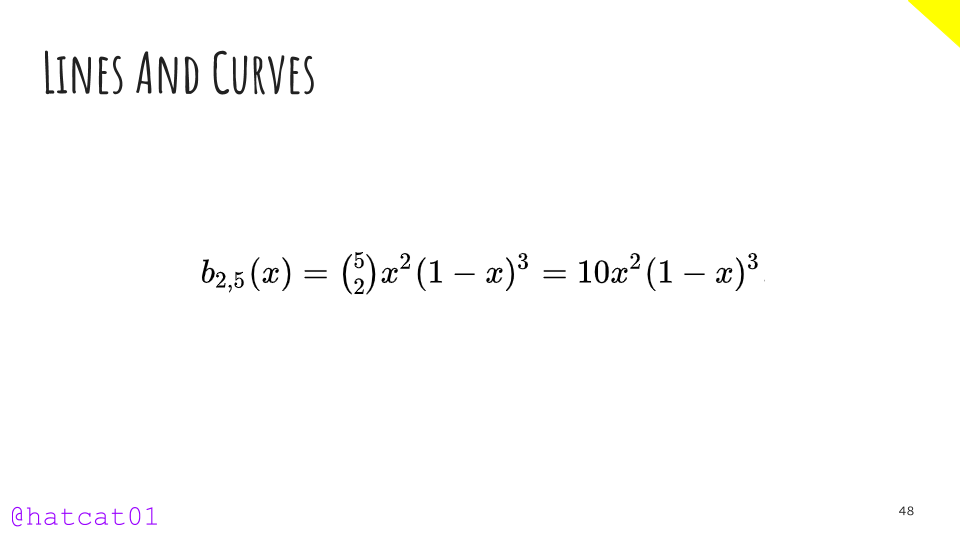 Lines And Curves
b_{2,5}(x) = \binom{5}{2}x^2(1 − x)^3 = 10x^2(1 − x)^3
@hatcat01
48